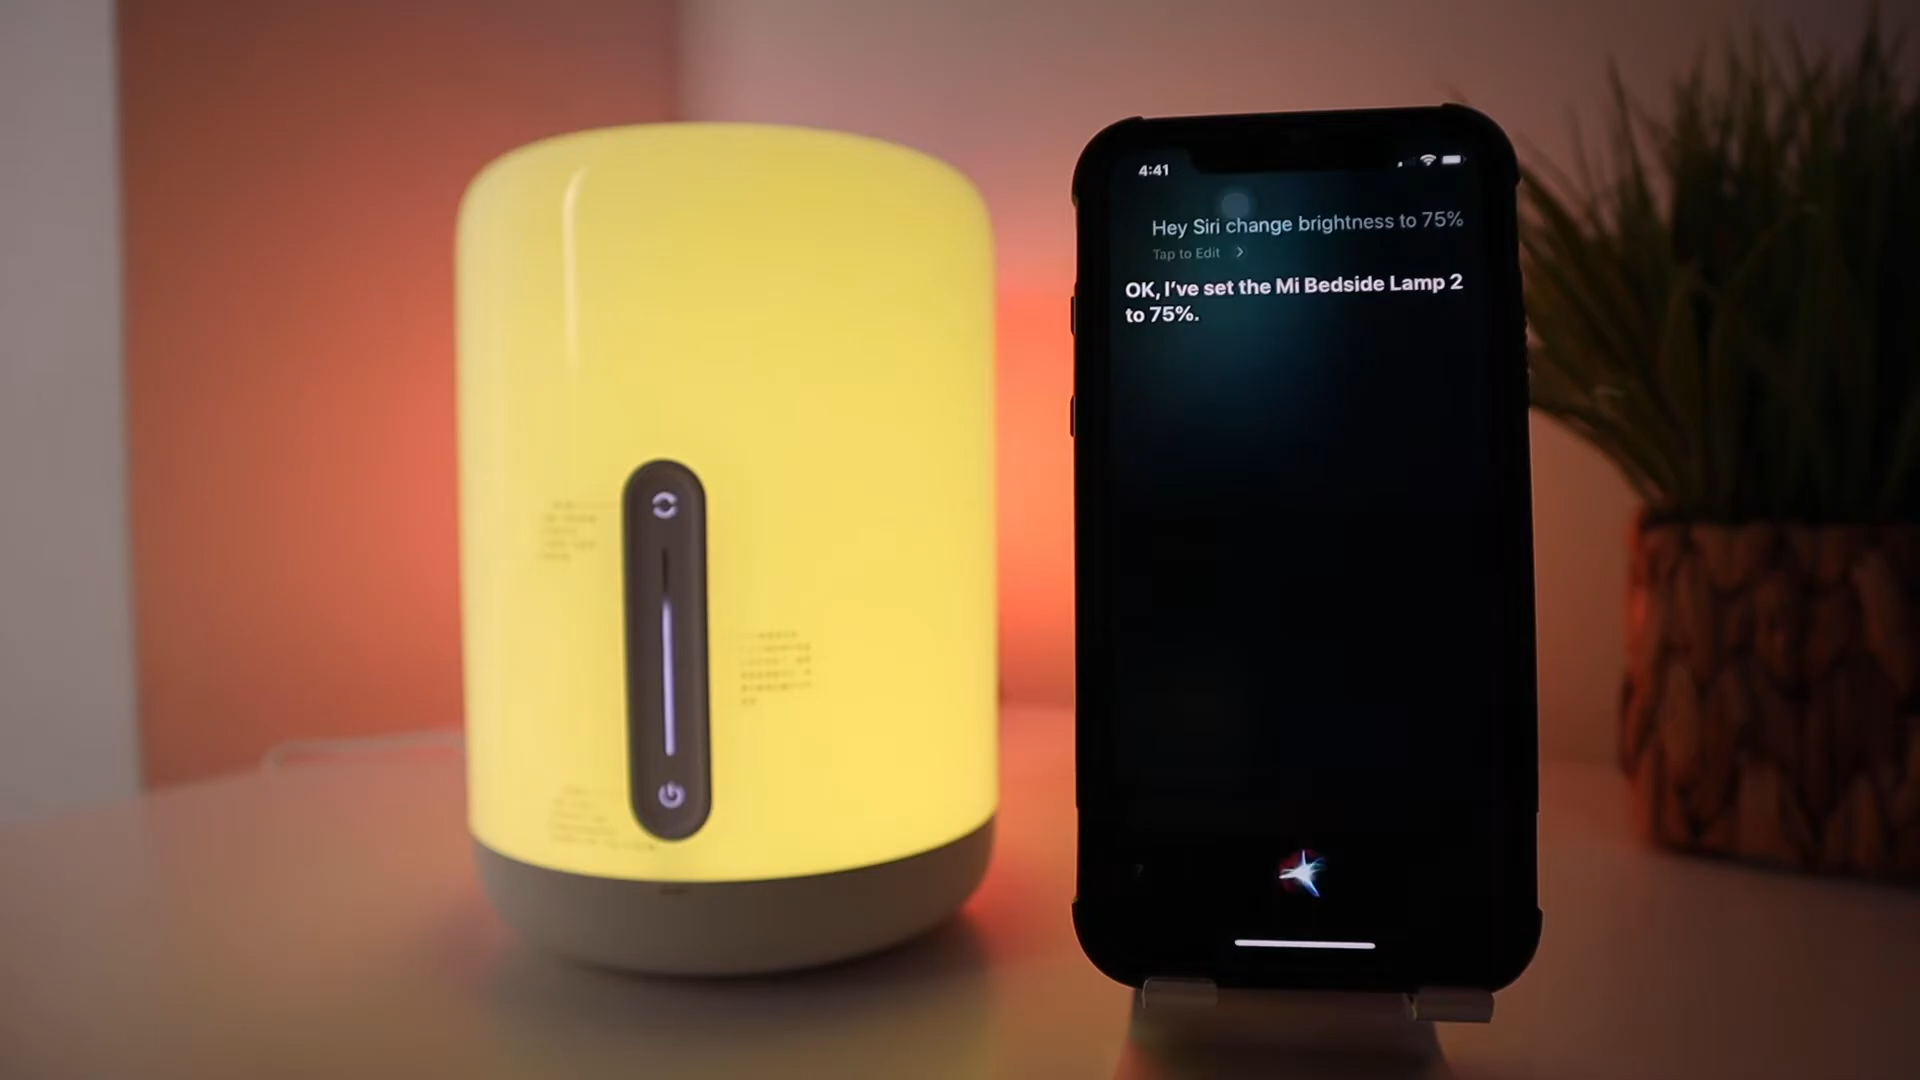 4:41
Hey Siri change brightness to 75%
Tap to Edit
OK, I've set the Mi Bedside Lamp 2
to 75%.